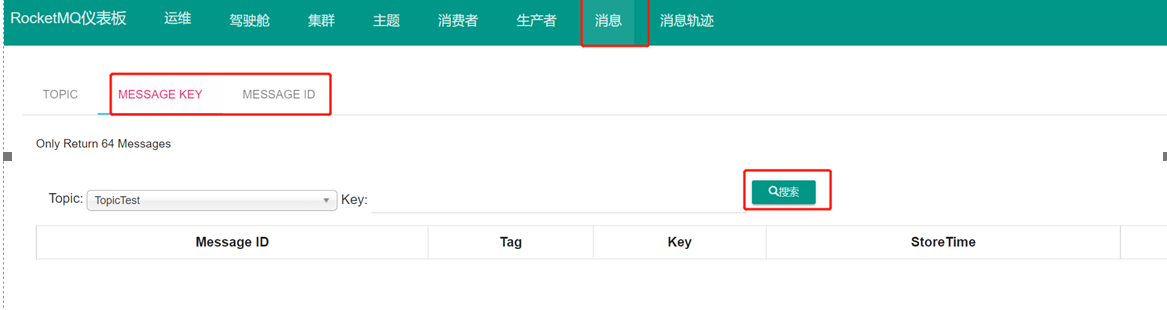 RocketMQ仪表板 运维 驾驶舱 集群 主题 消费者 生产者 消息 消息轨迹
TOPIC MESSAGE KEY MESSAGE ID
Only Return 64 Messages
Topic: TopicTest Key: 搜索
Message ID Tag Key StoreTime